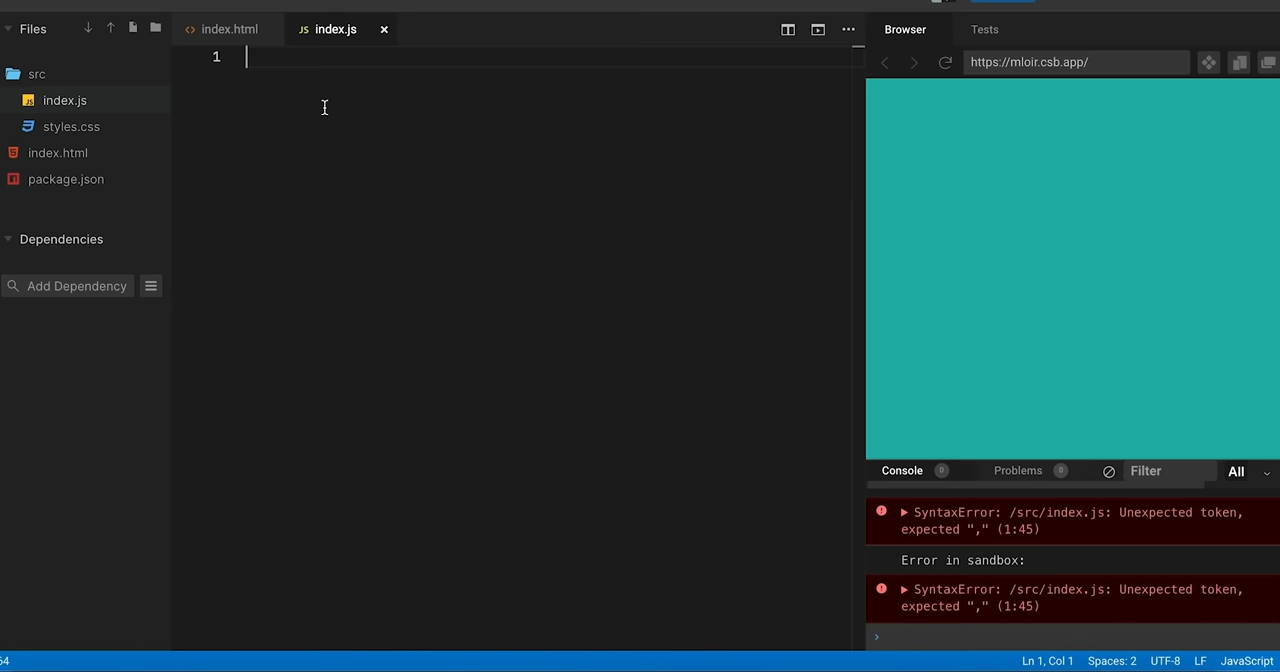 Files
index.html
JS index.js
Browser
Tests
1
https://mloir.csb.app/
src
index.js
styles.css
index.html
package.json
Dependencies
Add Dependency
Console 0
Problems 0
Filter
All
SyntaxError: /src/index.js: Unexpected token,
expected "," (1:45)
Error in sandbox:
SyntaxError: /src/index.js: Unexpected token,
expected "," (1:45)
64
Ln 1, Col 1
Spaces: 2
UTF-8
LF
JavaScript